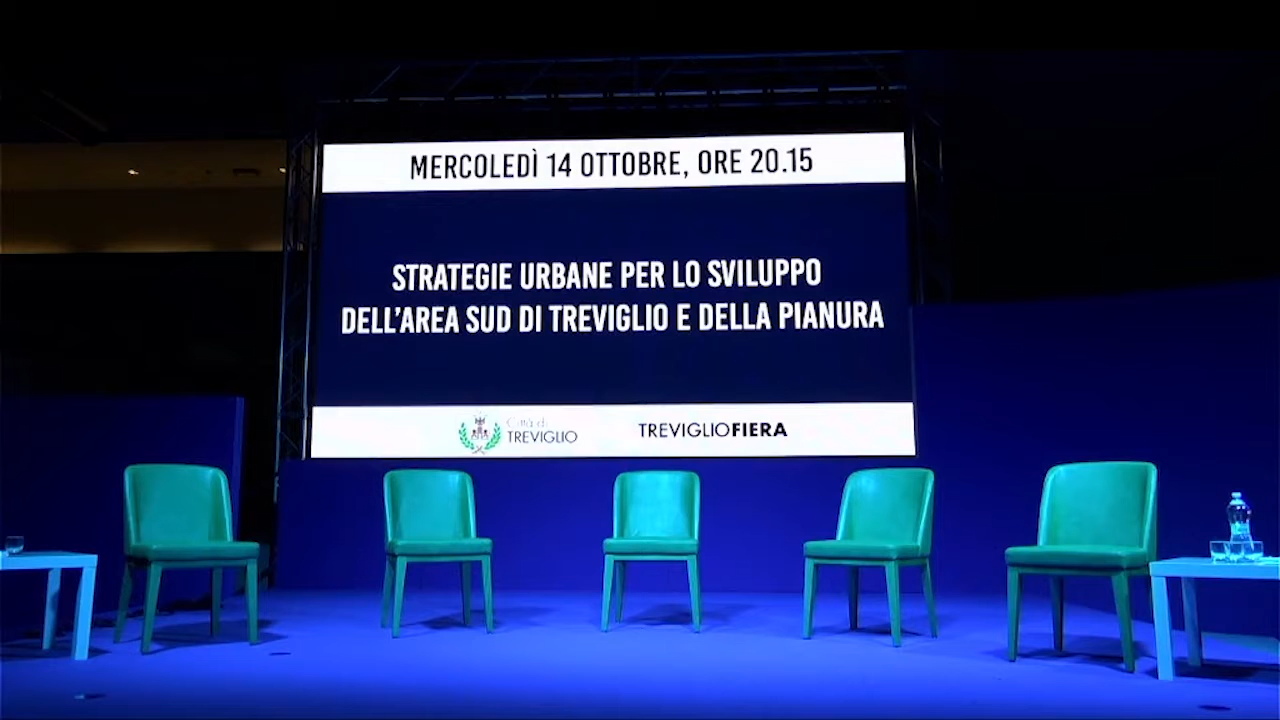 MERCOLEDÌ 14 OTTOBRE, ORE 20.15
STRATEGIE URBANE PER LO SVILUPPO
DELL'AREA SUD DI TREVIGLIO E DELLA PIANURA
Città di
TREVIGLIO
TREVIGLIOFIERA